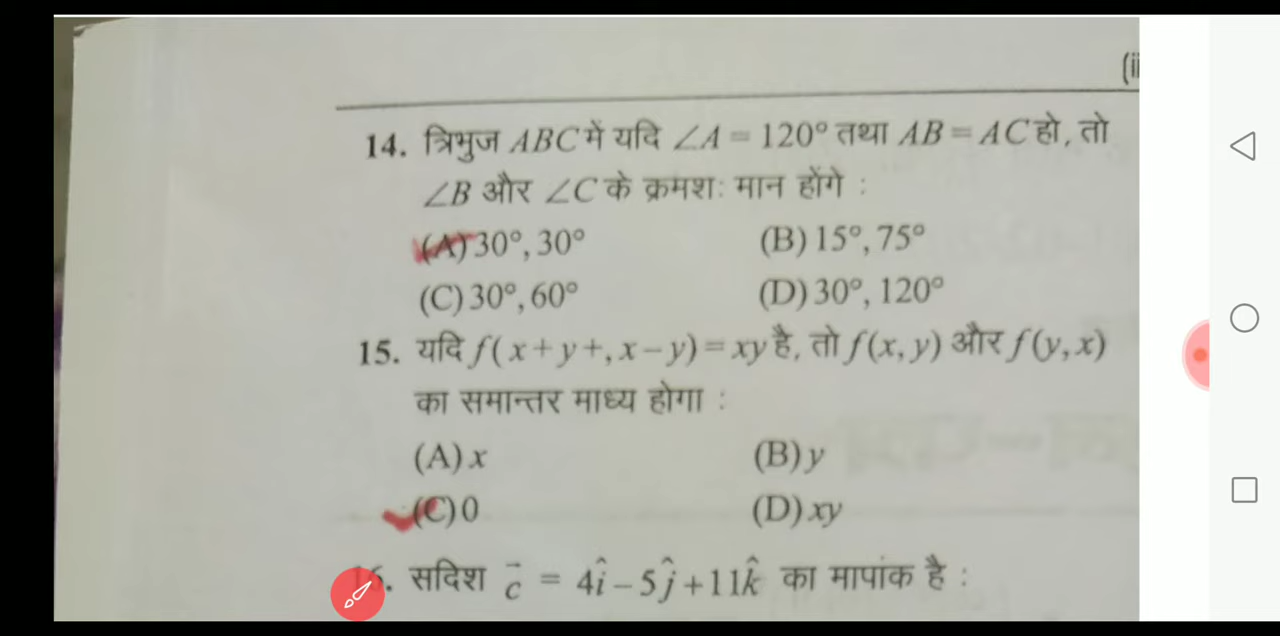 (ii
14. त्रिभुज ABC में यदि ∠A = 120° तथा AB = AC हो, तो
∠B और ∠C के क्रमशः मान होंगे :
(A) 30°, 30° (B) 15°, 75°
(C) 30°, 60° (D) 30°, 120°
15. यदि f( x + y +, x – y) = xy है, तो f(x, y) और f(y, x)
का समान्तर माध्य होगा :
(A) x (B) y
(C) 0 (D) xy
16. सदिश c⃗ = 4î – 5ĵ + 11k̂ का मापांक है :